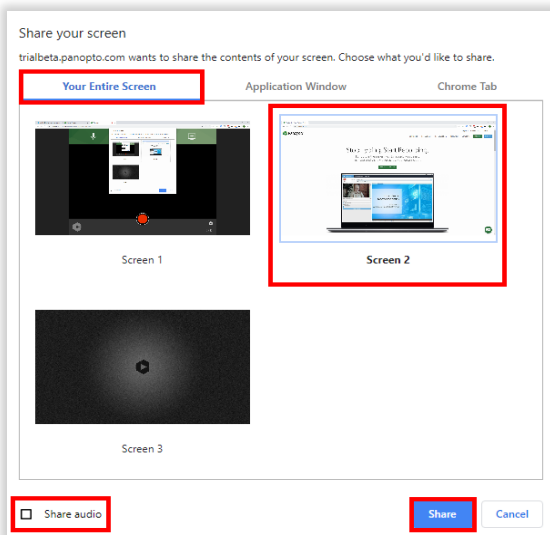 Share your screen
trialbeta.panopto.com wants to share the contents of your screen. Choose what you'd like to share.
Your Entire Screen Application Window Chrome Tab
Screen 1 Screen 2
Screen 3
Share audio Share Cancel